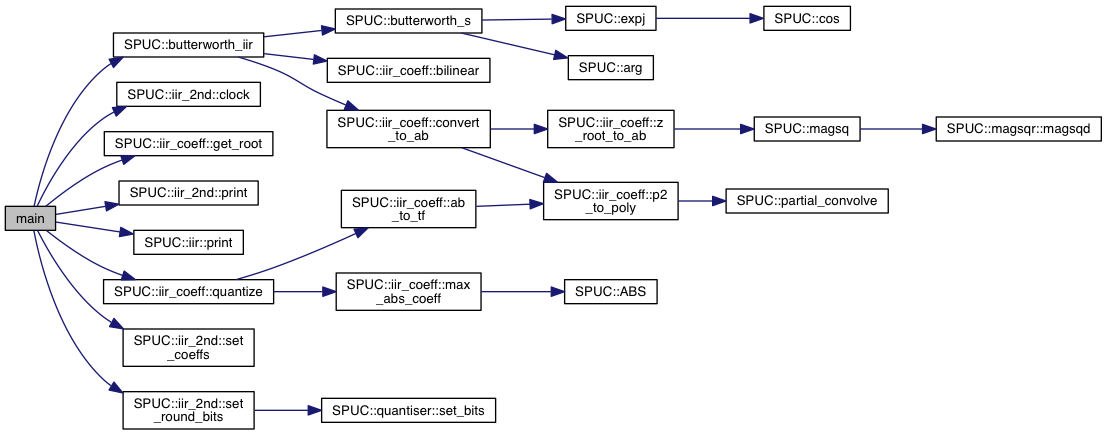 main
SPUC::butterworth_iir
SPUC::iir_2nd::clock
SPUC::iir_coeff::get_root
SPUC::iir_2nd::print
SPUC::iir::print
SPUC::iir_coeff::quantize
SPUC::iir_2nd::set
_coeffs
SPUC::iir_2nd::set
_round_bits
SPUC::butterworth_s
SPUC::iir_coeff::bilinear
SPUC::iir_coeff::convert
_to_ab
SPUC::iir_coeff::ab
_to_tf
SPUC::iir_coeff::max
_abs_coeff
SPUC::quantiser::set_bits
SPUC::expj
SPUC::arg
SPUC::iir_coeff::z
_root_to_ab
SPUC::iir_coeff::p2
_to_poly
SPUC::ABS
SPUC::cos
SPUC::magsq
SPUC::partial_convolve
SPUC::magsqr::magsqd